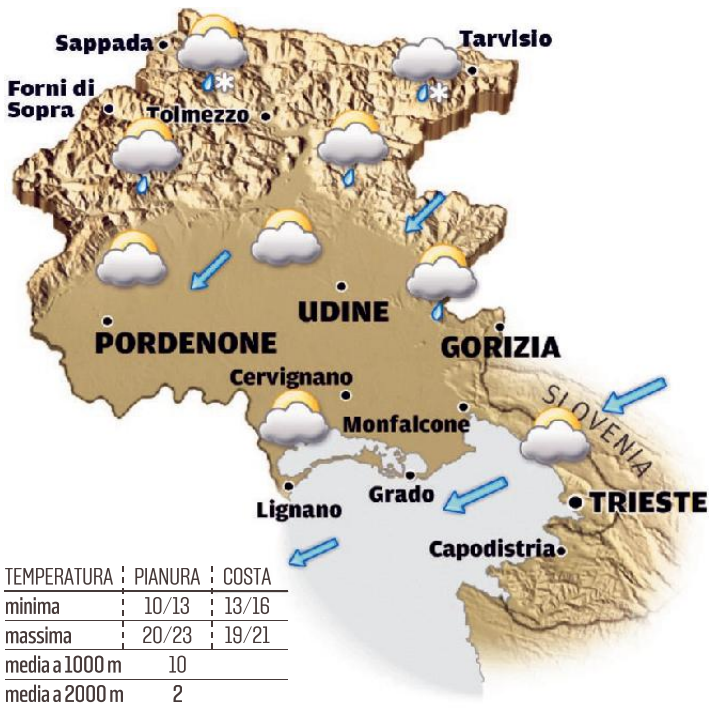 Sappada
Tarvisio
Forni di
Sopra
Tolmezzo
UDINE
PORDENONE
GORIZIA
Cervignano
SLOVENIA
Monfalcone
Grado
TRIESTE
Lignano
Capodistria
TEMPERATURA PIANURA COSTA
minima 10/13 13/16
massima 20/23 19/21
media a 1000 m 10
media a 2000 m 2